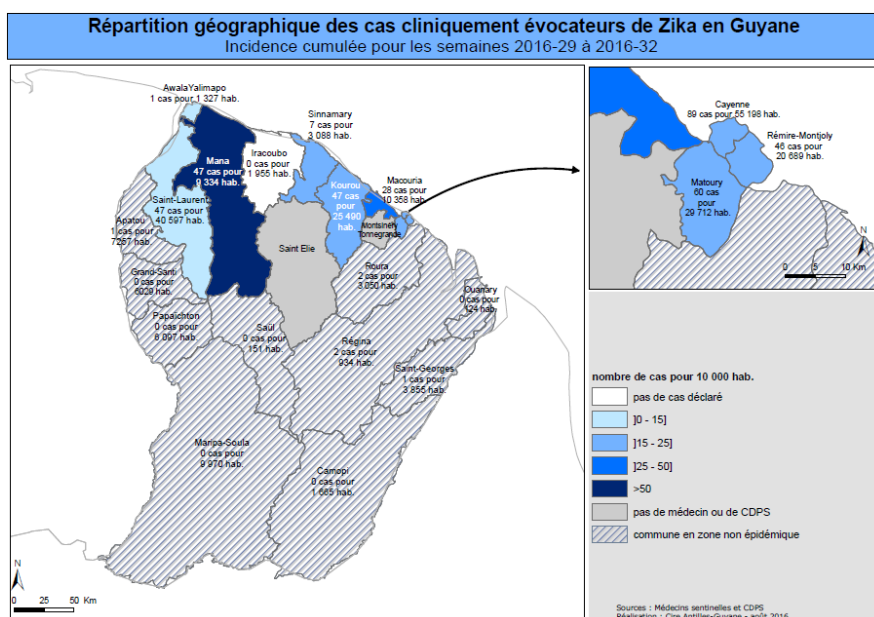 Répartition géographique des cas cliniquement évocateurs de Zika en Guyane
Incidence cumulée pour les semaines 2016-29 à 2016-32
AwalaYalimapo
1 cas pour 1 327 hab.
Sinnamary
7 cas pour
3 088 hab.
Iracoubo
0 cas pour
1 955 hab.
Mana
47 cas pour
9 334 hab.
Macouria
28 cas pour
10 358 hab.
Kourou
47 cas
pour
25 490
hab.
Saint-Laurent
47 cas pour
40 597 hab.
Montsinéry
Tonnegrande
Apatou
1 cas pour
7257 hab.
Saint Elie
Grand-Santi
0 cas pour
6029 hab.
Roura
2 cas pour
3 050 hab.
Ouanary
0 cas pour
124 hab.
Papaichton
0 cas pour
6 097 hab.
Saül
0 cas pour
151 hab.
Régina
2 cas pour
934 hab.
Saint-Georges
1 cas pour
3 855 hab.
Maripa-Soula
0 cas pour
9 970 hab.
Camopi
0 cas pour
1 665 hab.
N
0 25 50 Km
Cayenne
89 cas pour 55 198 hab.
Rémire-Montjoly
46 cas pour
20 689 hab.
Matoury
60 cas
pour
29 712 hab.
N
0 5 10 Km
nombre de cas pour 10 000 hab.
pas de cas déclaré
]0 - 15]
]15 - 25]
]25 - 50]
>50
pas de médecin ou de CDPS
commune en zone non épidémique
Sources : Médecins sentinelles et CDPS
Réalisation : Cire Antilles-Guyane - août 2016